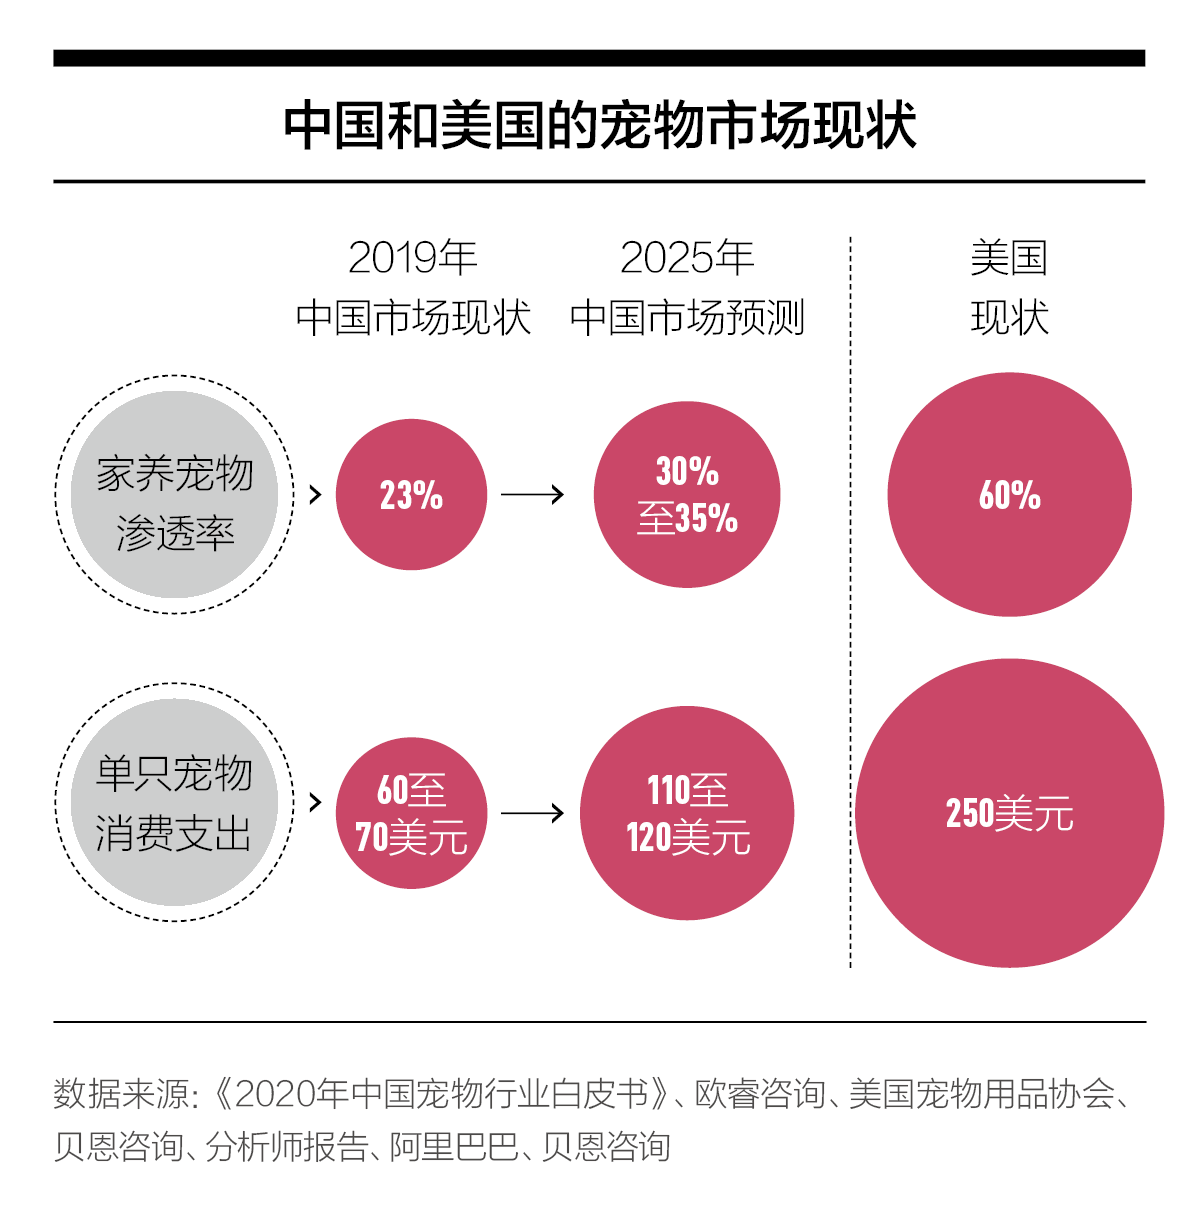 中国和美国的宠物市场现状
2019年
中国市场现状
2025年
中国市场预测
美国
现状
家养宠物
渗透率
23%
30%
至35%
60%
单只宠物
消费支出
60至
70美元
110至
120美元
250美元
数据来源：《2020年中国宠物行业白皮书》、欧睿咨询、美国宠物用品协会、
贝恩咨询、分析师报告、阿里巴巴、贝恩咨询